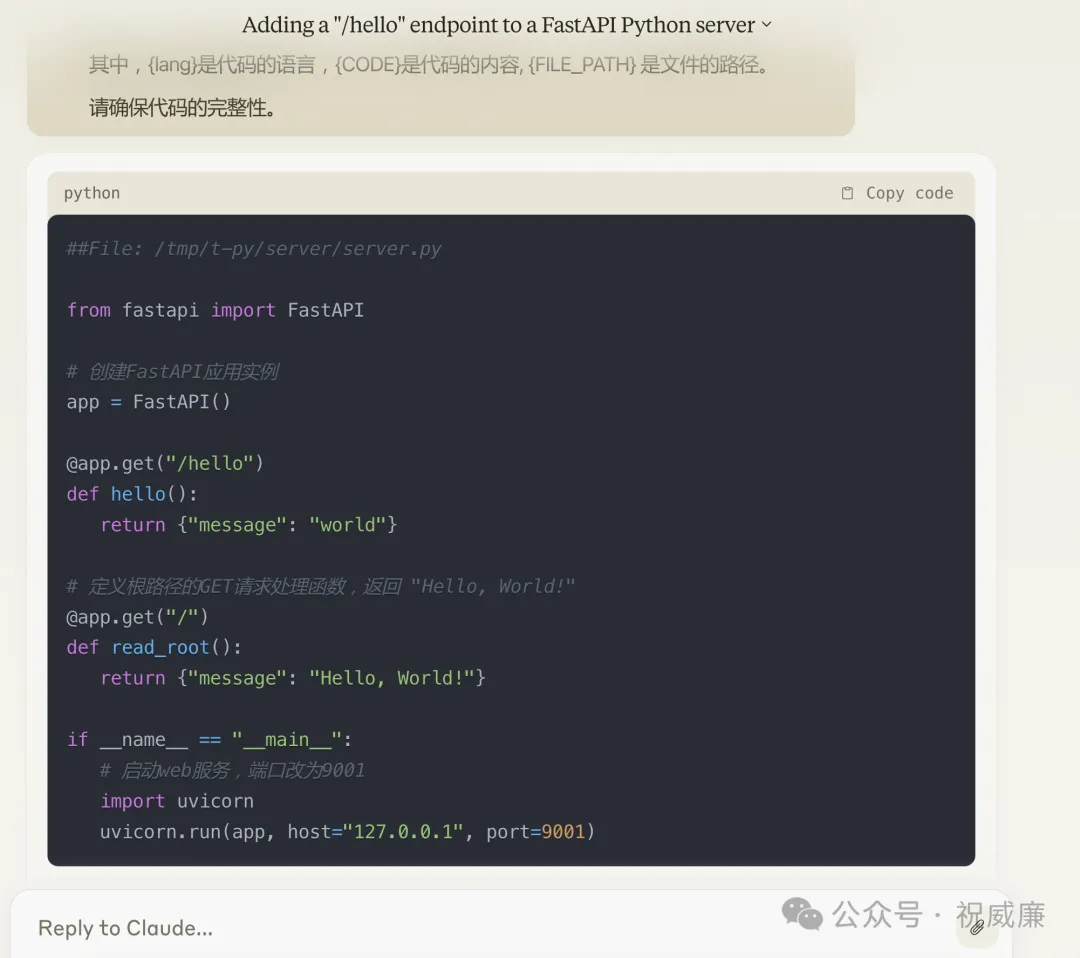 Adding a "/hello" endpoint to a FastAPI Python server
其中，{lang}是代码的语言，{CODE}是代码的内容, {FILE_PATH} 是文件的路径。
请确保代码的完整性。
python
Copy code
##File: /tmp/t-py/server/server.py
from fastapi import FastAPI
# 创建FastAPI应用实例
app = FastAPI()
@app.get("/hello")
def hello():
   return {"message": "world"}
# 定义根路径的GET请求处理函数，返回 "Hello, World!"
@app.get("/")
def read_root():
   return {"message": "Hello, World!"}
if __name__ == "__main__":
   # 启动web服务，端口改为9001
   import uvicorn
   uvicorn.run(app, host="127.0.0.1", port=9001)
Reply to Claude...
公众号 · 祝威廉